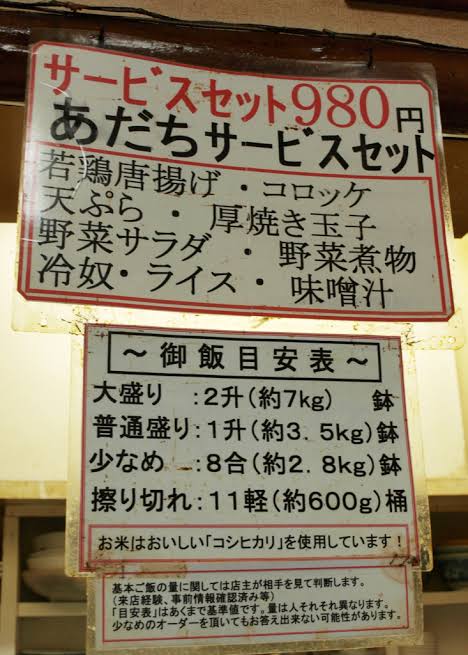 サービスセット980円
あだちサービスセット
若鶏唐揚げ・コロッケ
天ぷら・厚焼き玉子
野菜サラダ・野菜煮物
冷奴・ライス・味噌汁
～御飯目安表～
大盛り:2升(約7kg) 鉢
普通盛り:1升(約3.5kg)鉢
少なめ:8合(約2.8kg)鉢
擦り切れ:11軽(約600g)桶
お米はおいしい「コシヒカリ」を使用しています!
基本ご飯の量に関しては店主が相手を見て判断します。
(来店経験、事前情報確認済み等)
「目安表」はあくまで基準値です。量は人それぞれ異なります。
少なめのオーダーを頂いてもお答え出来ない可能性があります。